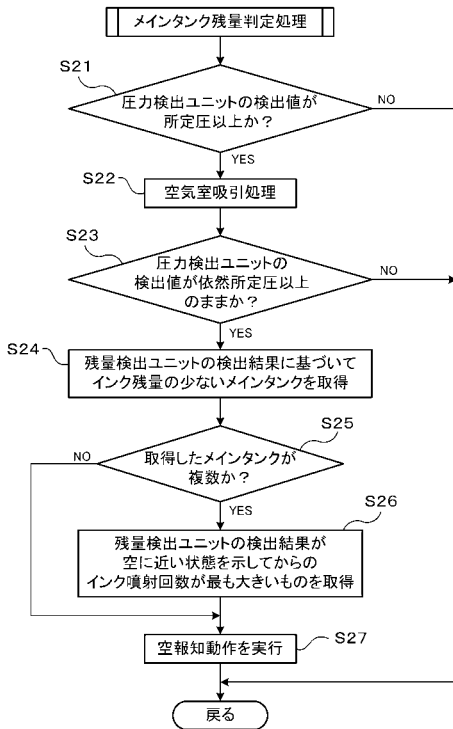 メインタンク残量判定処理
S21
圧力検出ユニットの検出値が
所定圧以上か?
NO
YES
S22
空気室吸引処理
S23
圧力検出ユニットの
検出値が依然所定圧以上
のままか?
NO
YES
S24
残量検出ユニットの検出結果に基づいて
インク残量の少ないメインタンクを取得
S25
NO
取得したメインタンクが
複数か?
YES
S26
残量検出ユニットの検出結果が
空に近い状態を示してからの
インク噴射回数が最も大きいものを取得
S27
空報知動作を実行
戻る